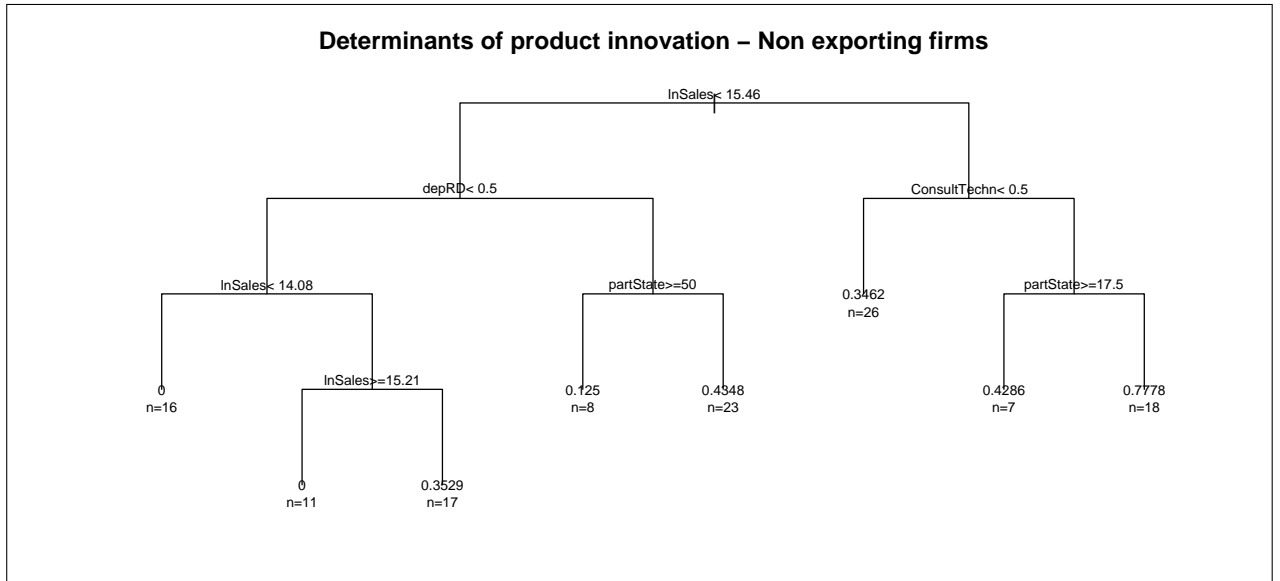 Determinants of product innovation – Non exporting firms
lnSales< 15.46
depRD< 0.5
ConsultTechn< 0.5
lnSales< 14.08
partState>=50
0.3462
n=26
partState>=17.5
0
n=16
lnSales>=15.21
0.125
n=8
0.4348
n=23
0.4286
n=7
0.7778
n=18
0
n=11
0.3529
n=17